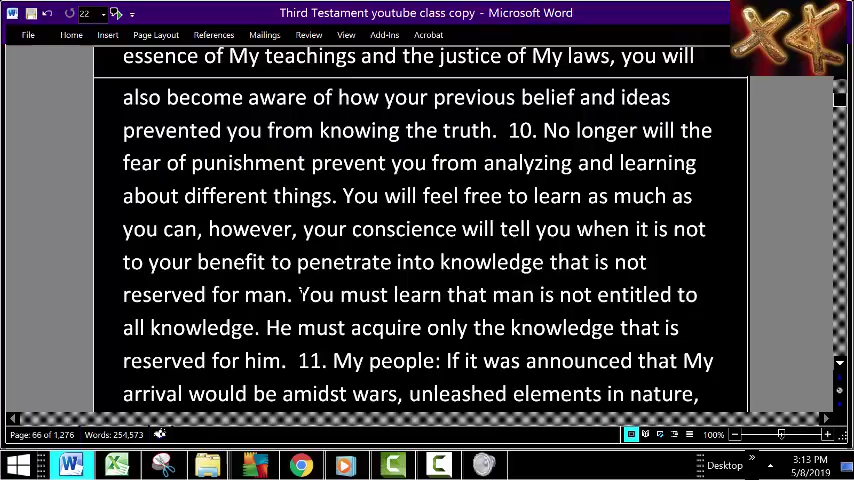 Third Testament youtube class copy - Microsoft Word
22
File Home Insert Page Layout References Mailings Review View Add-Ins Acrobat
essence of My teachings and the justice of My laws, you will
also become aware of how your previous belief and ideas
prevented you from knowing the truth.  10. No longer will the
fear of punishment prevent you from analyzing and learning
about different things. You will feel free to learn as much as
you can, however, your conscience will tell you when it is not
to your benefit to penetrate into knowledge that is not
reserved for man. You must learn that man is not entitled to
all knowledge. He must acquire only the knowledge that is
reserved for him.  11. My people: If it was announced that My
arrival would be amidst wars, unleashed elements in nature,
Page: 66 of 1,276 Words: 254,573 100%
Desktop 3:13 PM
5/8/2019